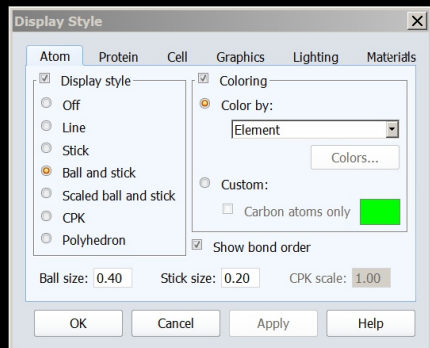 Display Style
Atom Protein Cell Graphics Lighting Materials
Display style
Off
Line
Stick
Ball and stick
Scaled ball and stick
CPK
Polyhedron
Coloring
Color by:
Element
Colors...
Custom:
Carbon atoms only
Show bond order
Ball size: 0.40 Stick size: 0.20 CPK scale: 1.00
OK Cancel Apply Help